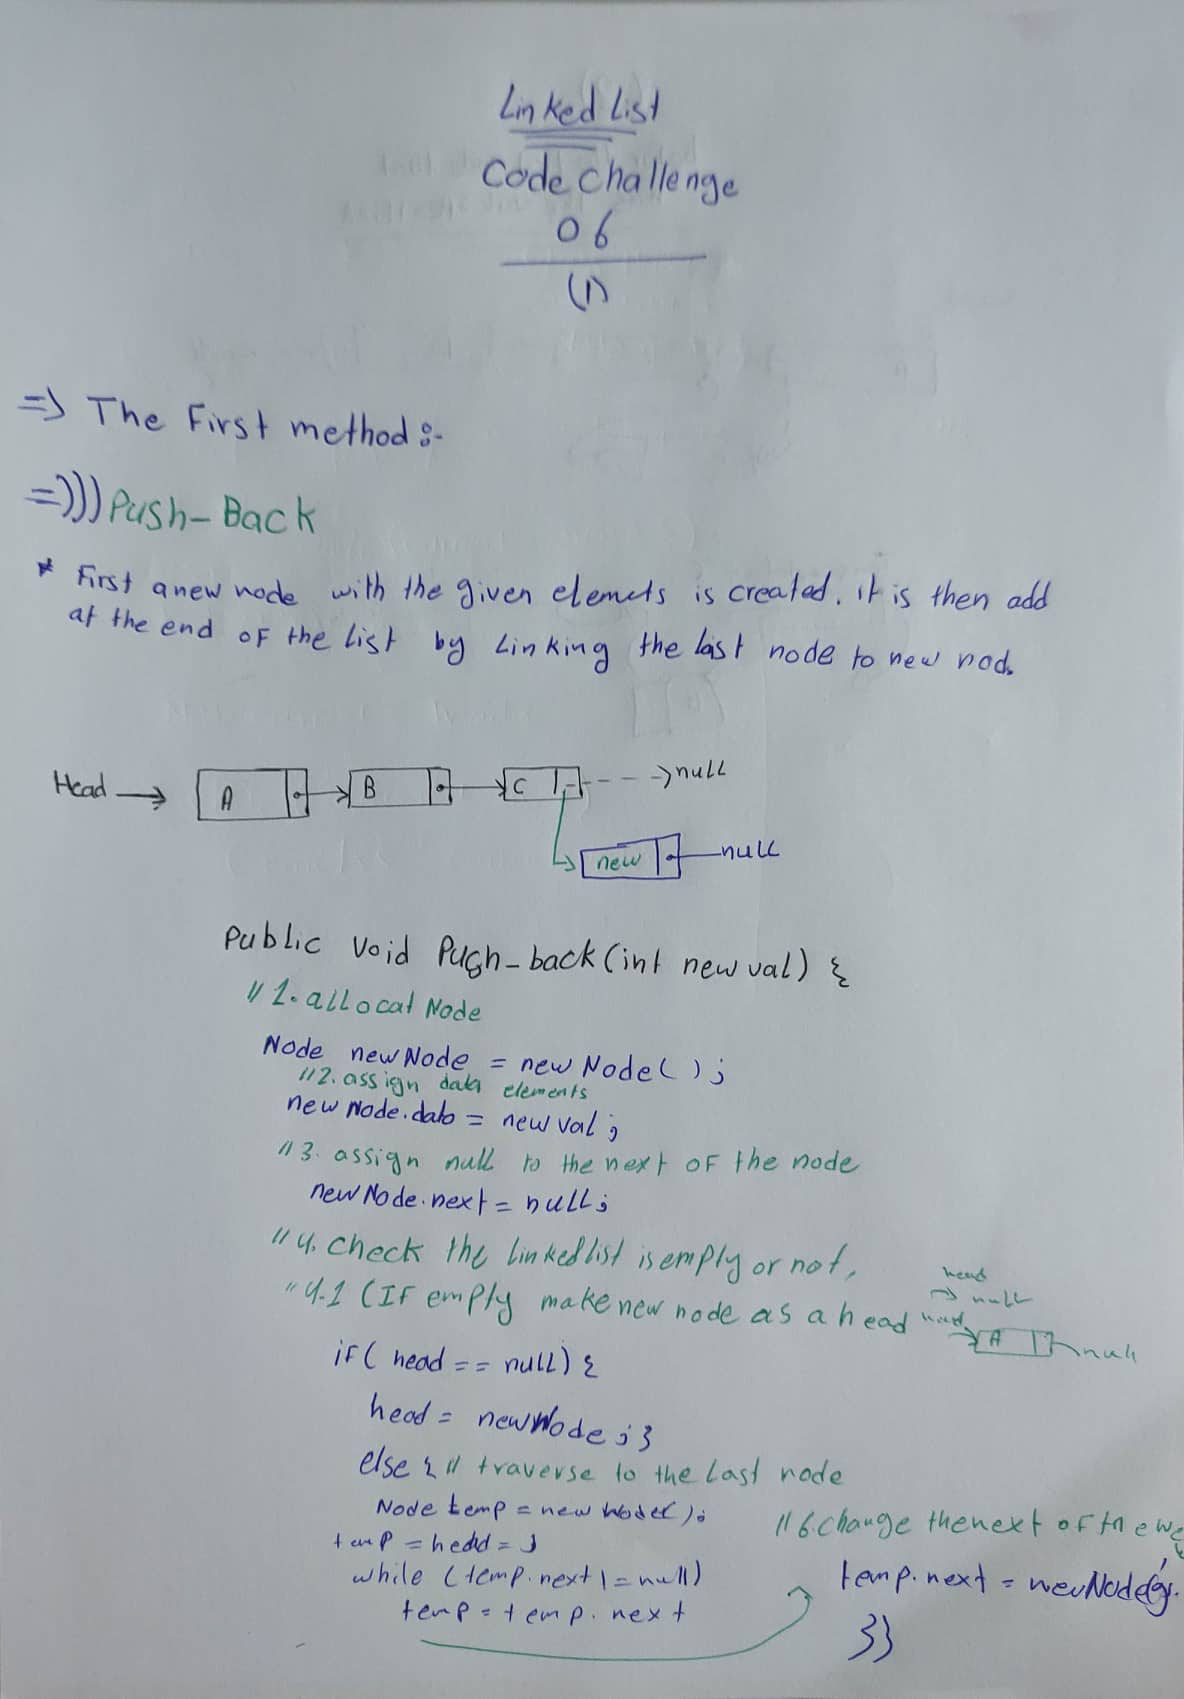 Linked List
Code challenge
06
(1)
=> The First method :-
=))) Push-Back
* First a new node with the given elemets is created. it is then add
at the end of the list by Linking the last node to new nod.
Head → A B C --→ null
new null
Public void Push_back(int new val) {
// 1. allocat Node
Node newNode = new Node();
// 2. assign data elements
new Node.data = new val;
// 3. assign null to the next of the node
newNode.next = null;
// 4. check the linked list is emply or not,
// 4.1 (If empty make new node as a head
head
→ null
head
A null
if( head == null) {
head = newNode ; }
else { // traverse to the last node
Node temp = new Node();
temp = head =
while (temp.next != null)
temp = temp.next
// 6. change the next of
temp.next = newNode
}}